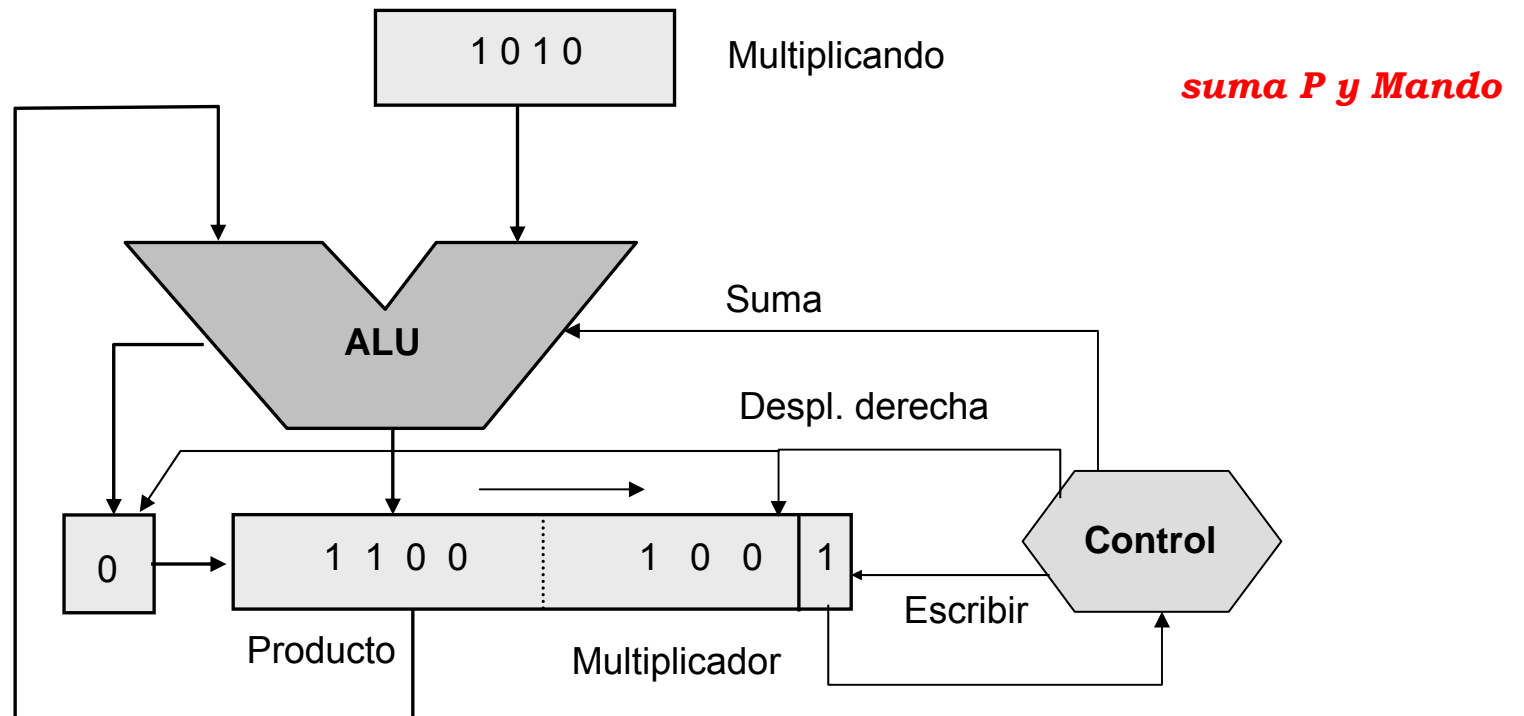 1 0 1 0
Multiplicando
suma P y Mando
Suma
ALU
Despl. derecha
Control
0
1 1 0 0
1 0 0 1
Escribir
Producto
Multiplicador